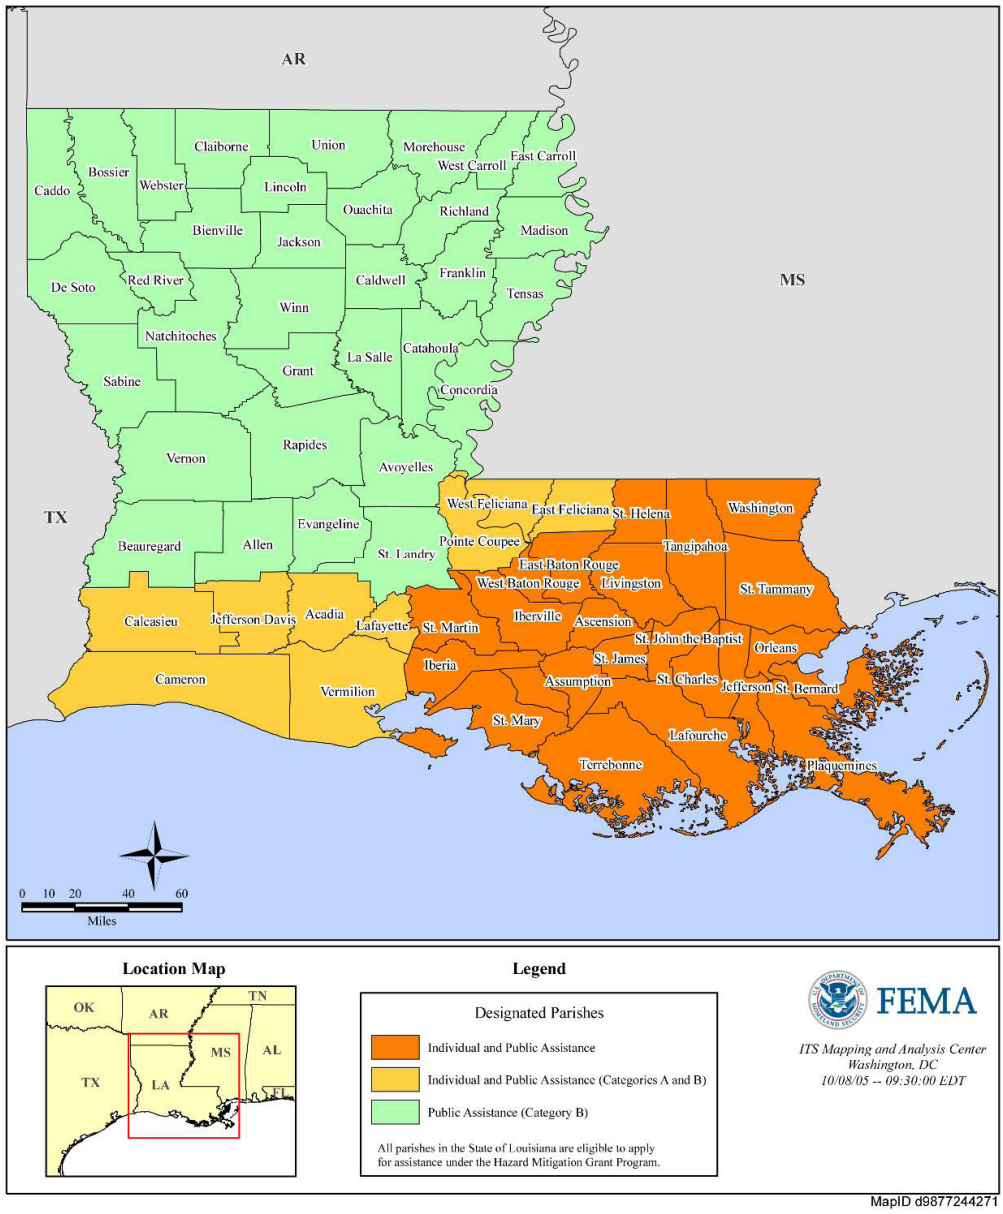 AR
Claiborne
Union
Morehouse
West Carroll
East Carroll
Bossier
Webster
Lincoln
Caddo
Ouachita
Richland
Bienville
Jackson
Madison
Red River
Caldwell
Franklin
De Soto
Tensas
MS
Winn
Natchitoches
La Salle
Catahoula
Grant
Sabine
Concordia
Rapides
Vernon
Avoyelles
TX
West Feliciana
East Feliciana
St. Helena
Washington
Evangeline
Beauregard
Allen
St. Landry
Pointe Coupee
Tangipahoa
East Baton Rouge
West Baton Rouge
Livingston
St. Tammany
Calcasieu
Jefferson Davis
Acadia
Lafayette
St. Martin
Iberville
Ascension
St. John the Baptist
Orleans
Iberia
St. James
Cameron
Vermilion
Assumption
St. Charles
Jefferson
St. Bernard
St. Mary
Lafourche
Terrebonne
Plaquemines
0 10 20 40 60
Miles
Location Map
OK
AR
TN
MS
AL
TX
LA
FL
Legend
Designated Parishes
Individual and Public Assistance
Individual and Public Assistance (Categories A and B)
Public Assistance (Category B)
All parishes in the State of Louisiana are eligible to apply
for assistance under the Hazard Mitigation Grant Program.
U.S. DEPARTMENT OF
HOMELAND SECURITY
FEMA
ITS Mapping and Analysis Center
Washington, DC
10/08/05 -- 09:30:00 EDT
MapID d9877244271